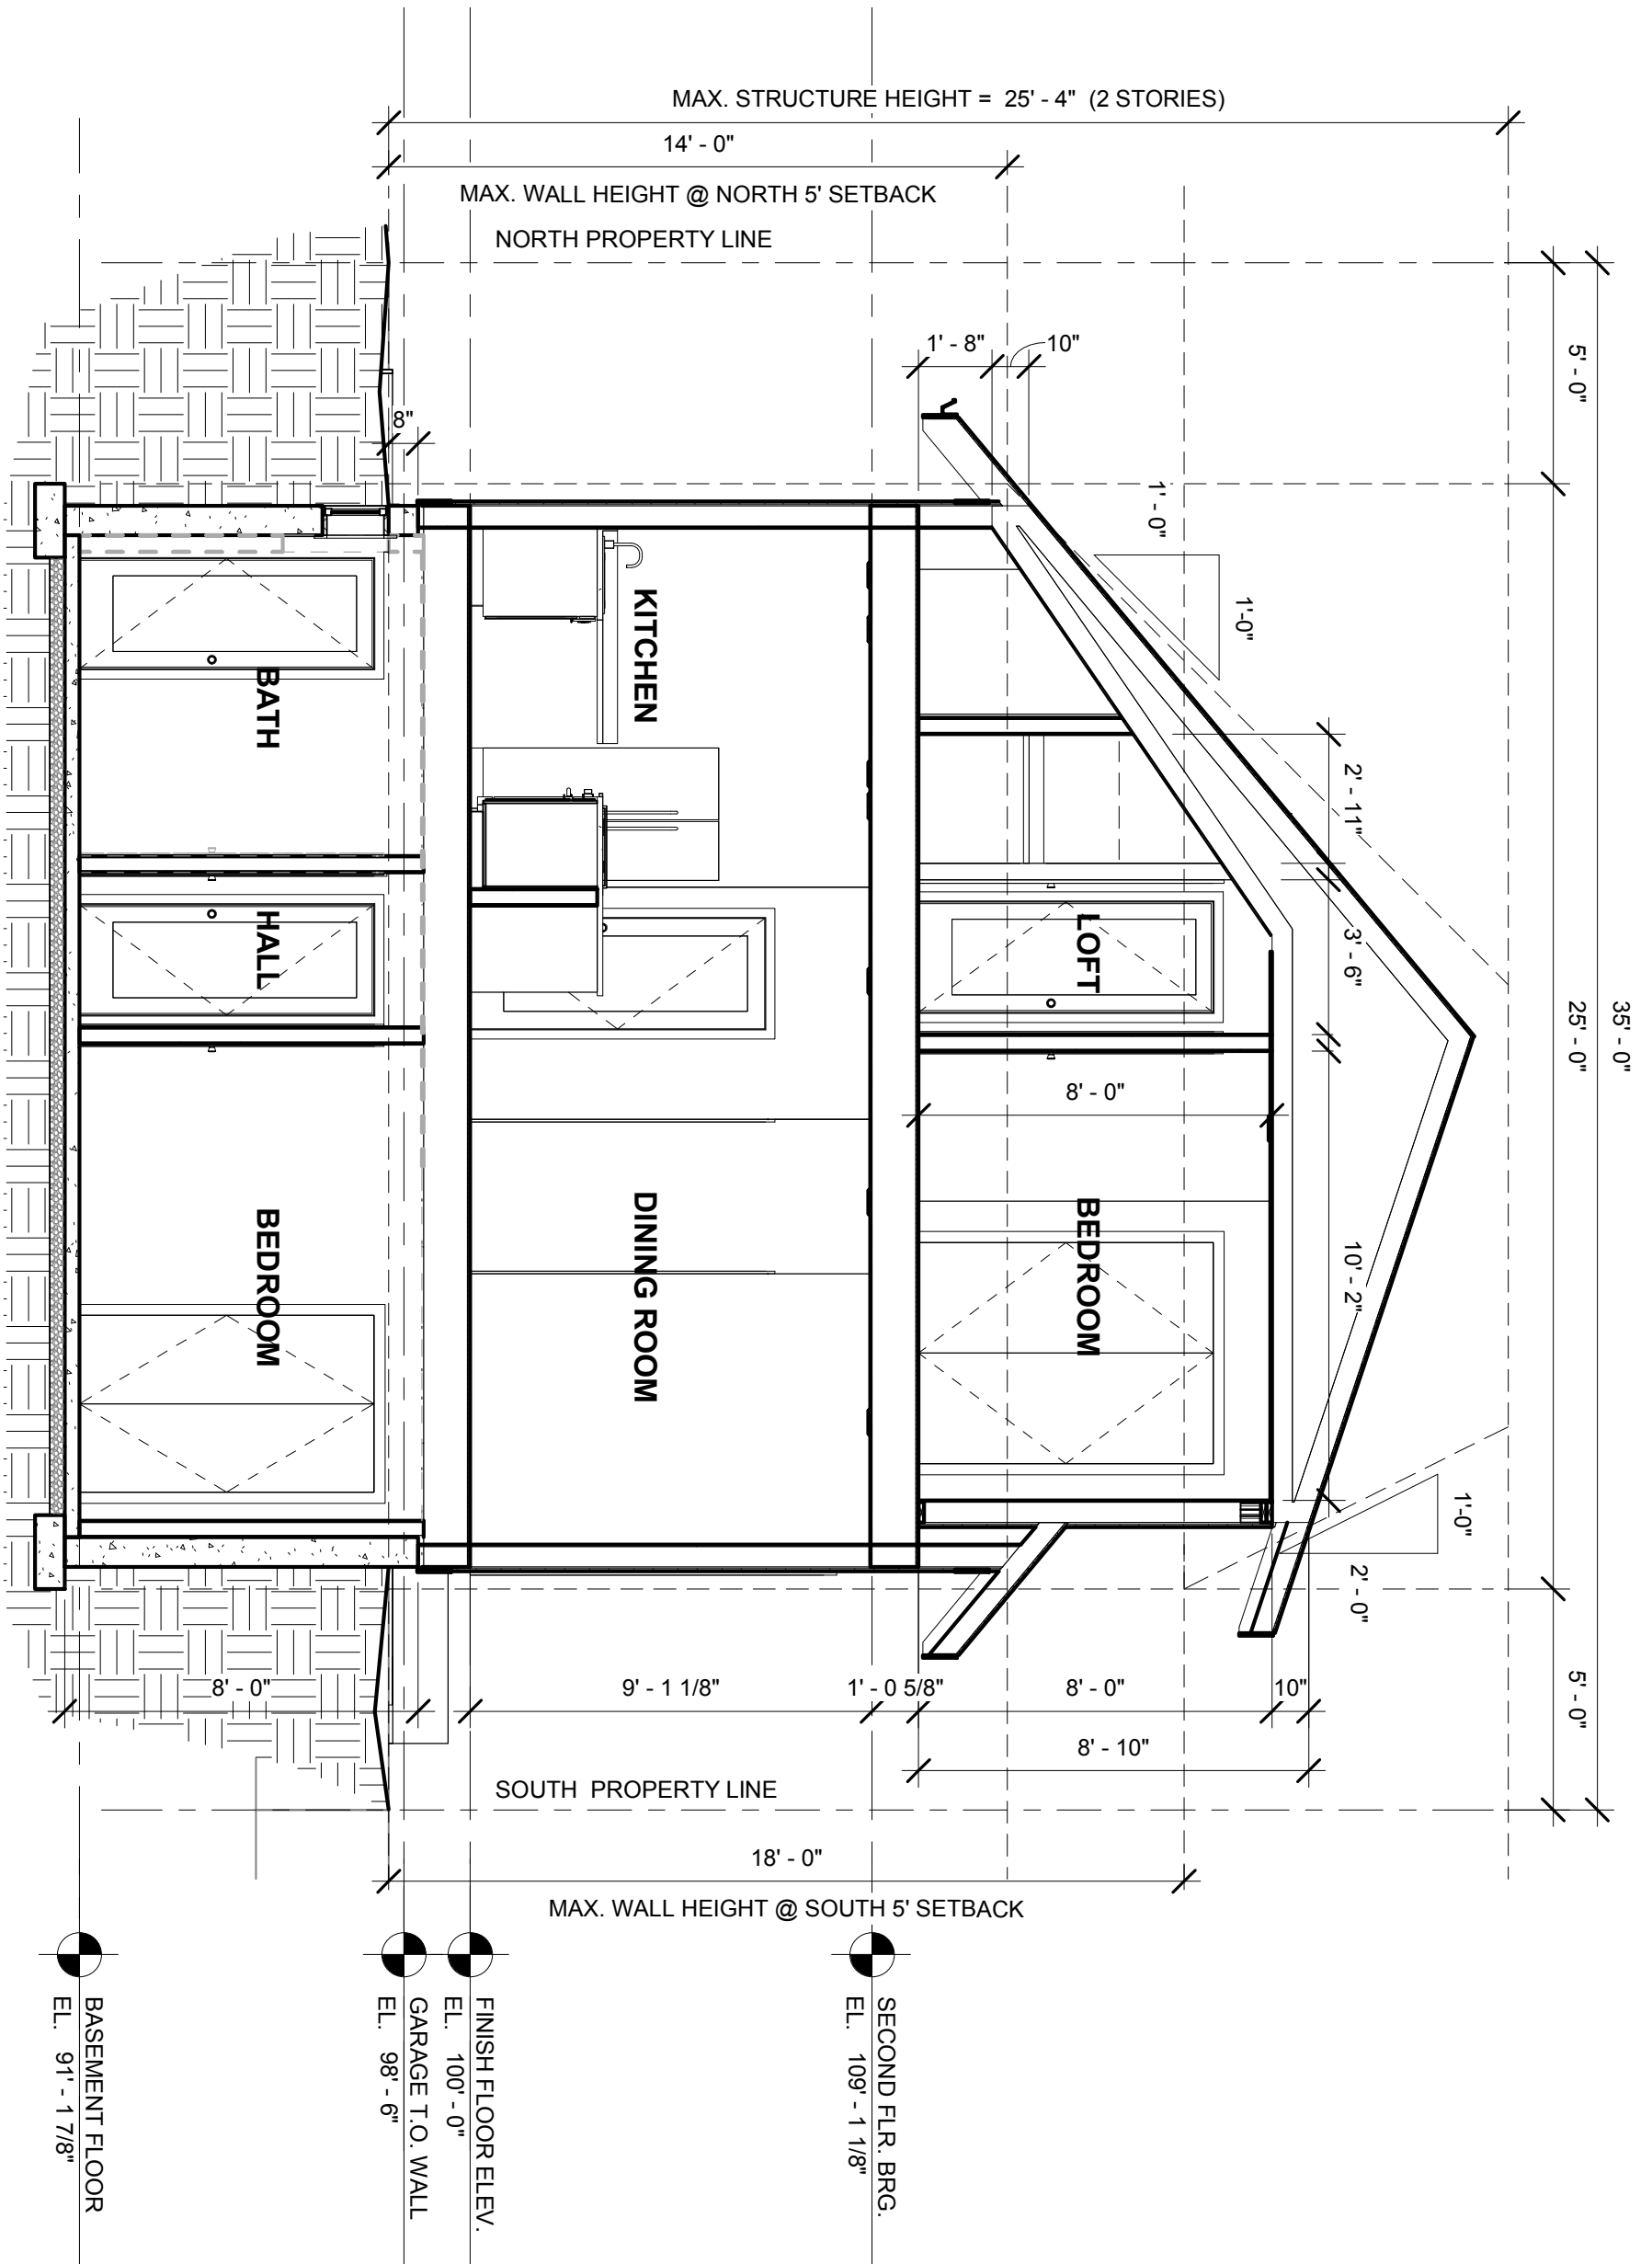 MAX. STRUCTURE HEIGHT = 25' - 4" (2 STORIES)
14' - 0"
MAX. WALL HEIGHT @ NORTH 5' SETBACK
NORTH PROPERTY LINE
35' - 0"
5' - 0"
25' - 0"
5' - 0"
1' - 8"
10"
8"
1' - 0"
1'-0"
2' - 11"
3' - 6"
10' - 2"
1'-0"
2' - 0"
LOFT
BEDROOM
8' - 0"
KITCHEN
DINING ROOM
BATH
HALL
BEDROOM
8' - 0"
9' - 1 1/8"
1' - 0 5/8"
8' - 0"
10"
8' - 10"
SOUTH PROPERTY LINE
18' - 0"
MAX. WALL HEIGHT @ SOUTH 5' SETBACK
SECOND FLR. BRG.
EL. 109' - 1 1/8"
FINISH FLOOR ELEV.
EL. 100' - 0"
GARAGE T.O. WALL
EL. 98' - 6"
BASEMENT FLOOR
EL. 91' - 1 7/8"